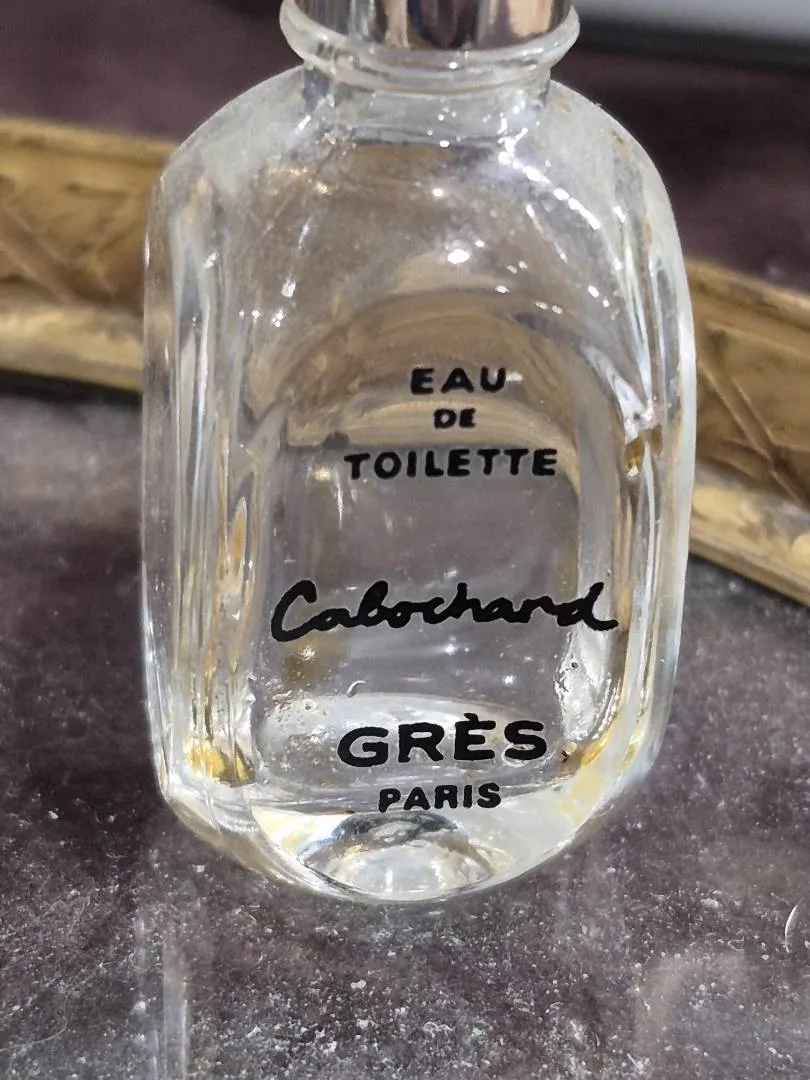 EAU
DE
TOILETTE
Cabochard
GRÈS
PARIS